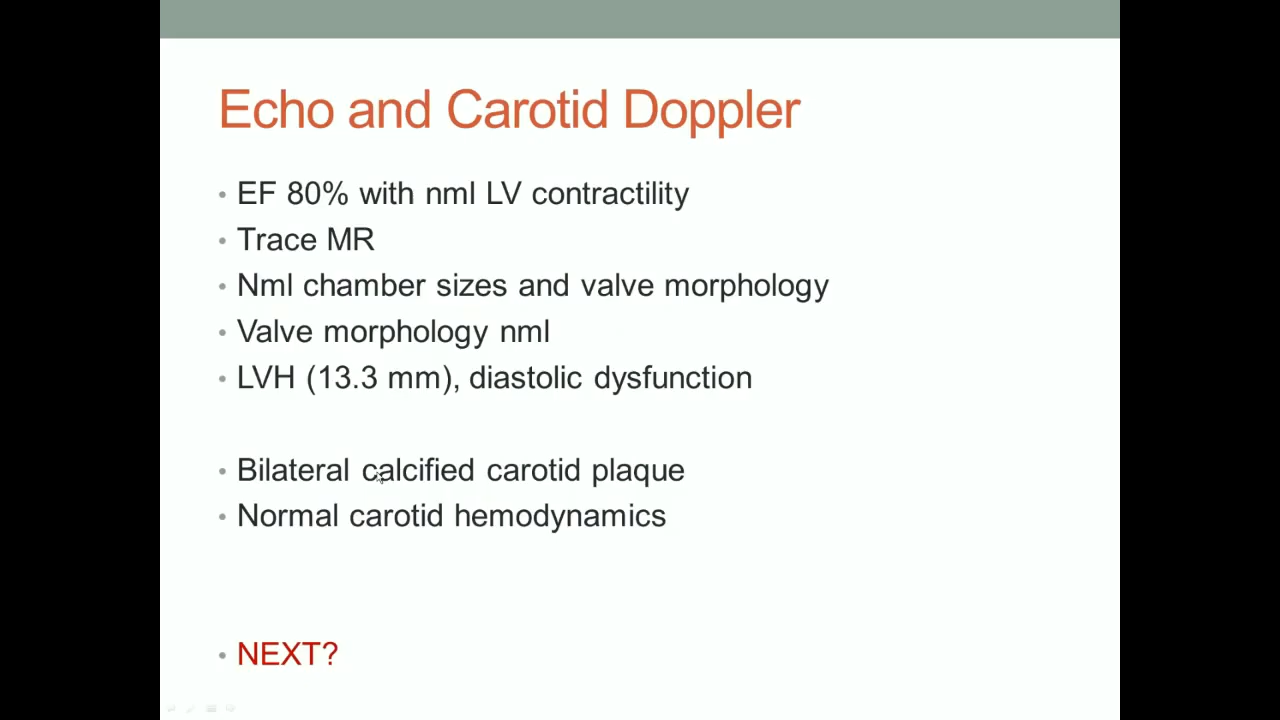 Echo and Carotid Doppler
• EF 80% with nml LV contractility
• Trace MR
• Nml chamber sizes and valve morphology
• Valve morphology nml
• LVH (13.3 mm), diastolic dysfunction
• Bilateral calcified carotid plaque
• Normal carotid hemodynamics
• NEXT?